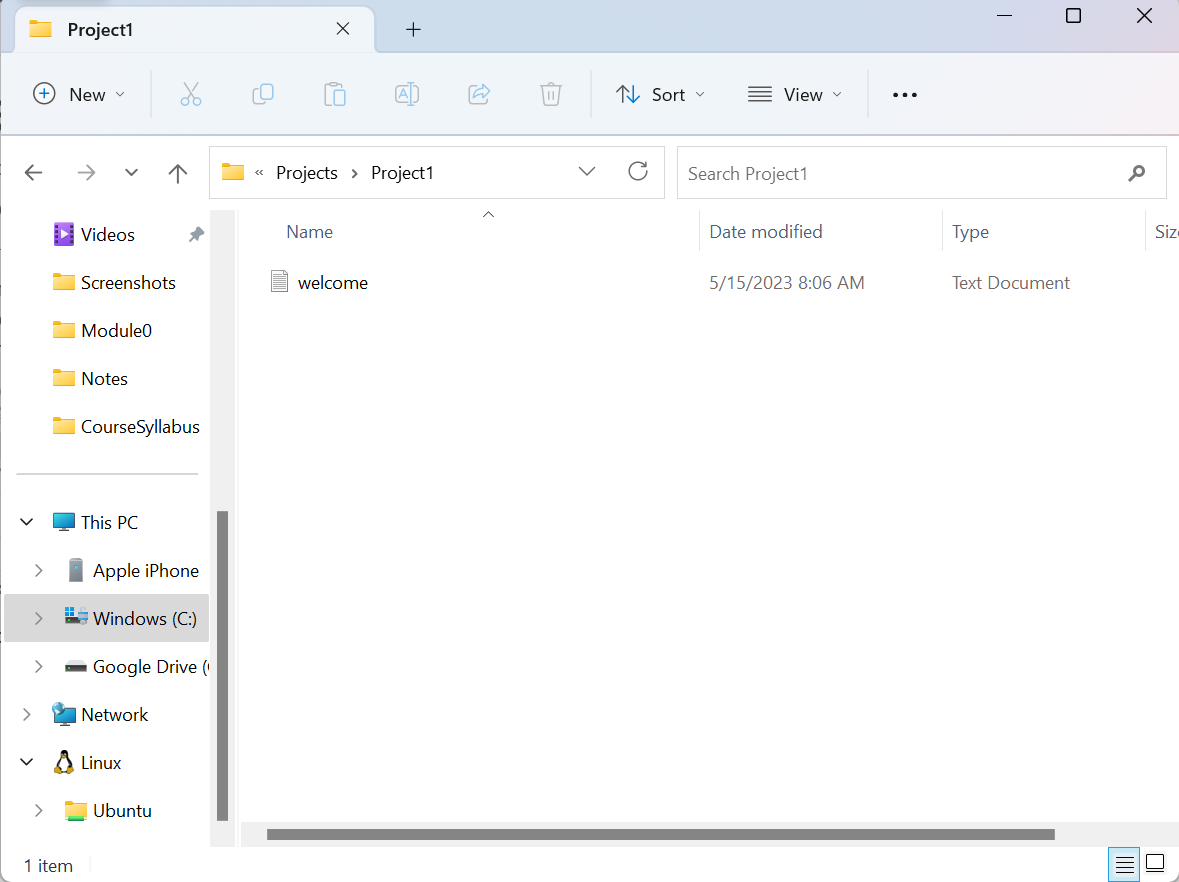 Project1
New
Sort
View
« Projects > Project1
Search Project1
Name
Date modified
Type
Size
welcome
5/15/2023 8:06 AM
Text Document
Videos
Screenshots
Module0
Notes
CourseSyllabus
This PC
Apple iPhone
Windows (C:)
Google Drive (
Network
Linux
Ubuntu
1 item